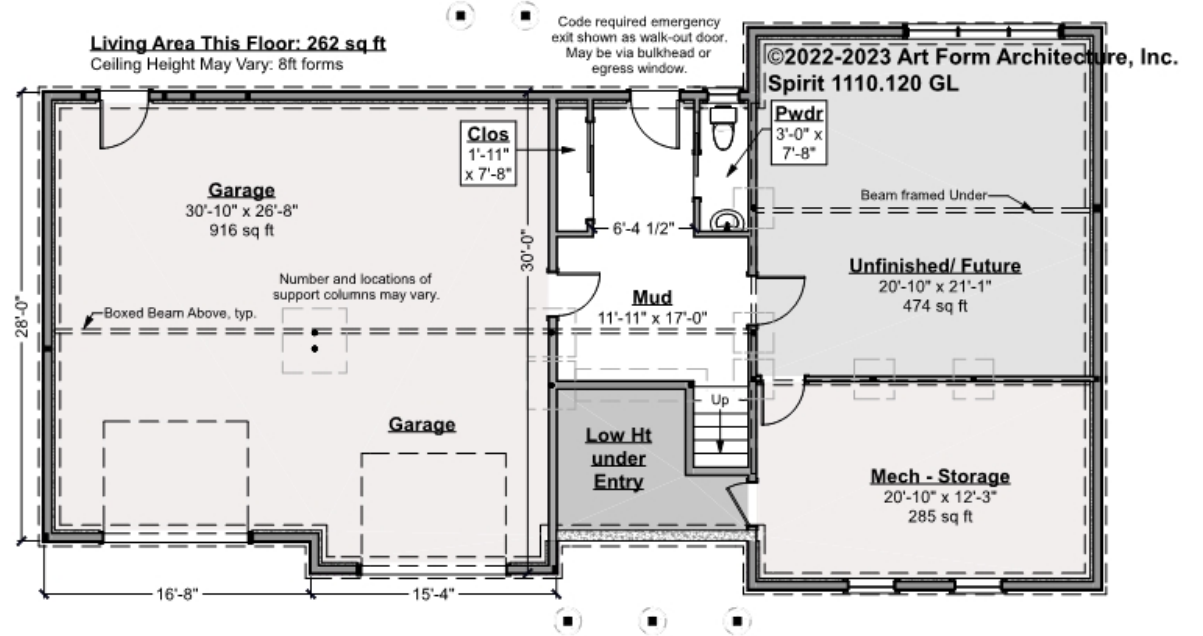 Living Area This Floor: 262 sq ft
Ceiling Height May Vary: 8ft forms
Code required emergency
exit shown as walk-out door.
May be via bulkhead or
egress window.
©2022-2023 Art Form Architecture, Inc.
Spirit 1110.120 GL
Clos
1'-11"
x 7'-8"
Pwdr
3'-0" x
7'-8"
Garage
30'-10" x 26'-8"
916 sq ft
Beam framed Under
6'-4 1/2"
30'-0"
28'-0"
Number and locations of
support columns may vary.
Boxed Beam Above, typ.
Mud
11'-11" x 17'-0"
Unfinished/ Future
20'-10" x 21'-1"
474 sq ft
Up
Garage
Low Ht
under
Entry
Mech - Storage
20'-10" x 12'-3"
285 sq ft
16'-8"
15'-4"